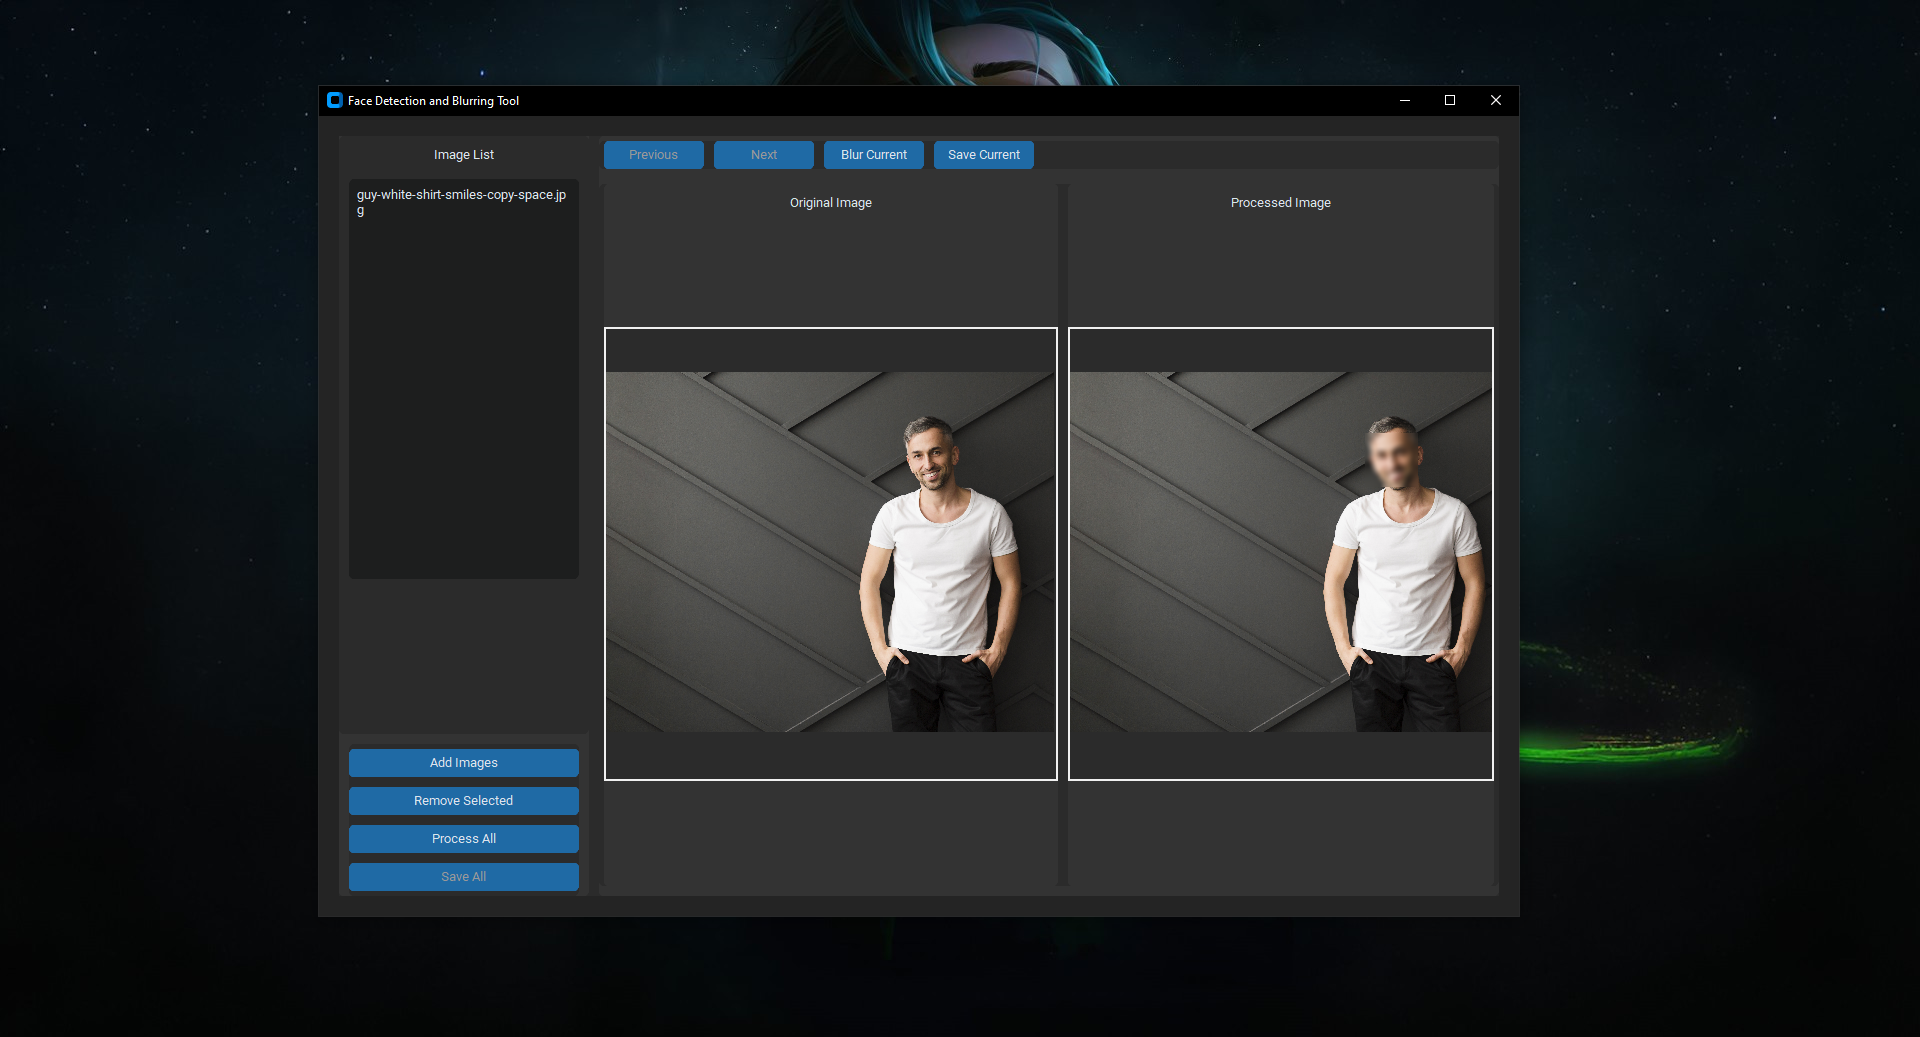 Face Detection and Blurring Tool
Image List
guy-white-shirt-smiles-copy-space.jp
g
Add Images
Remove Selected
Process All
Save All
Previous
Next
Blur Current
Save Current
Original Image
Processed Image